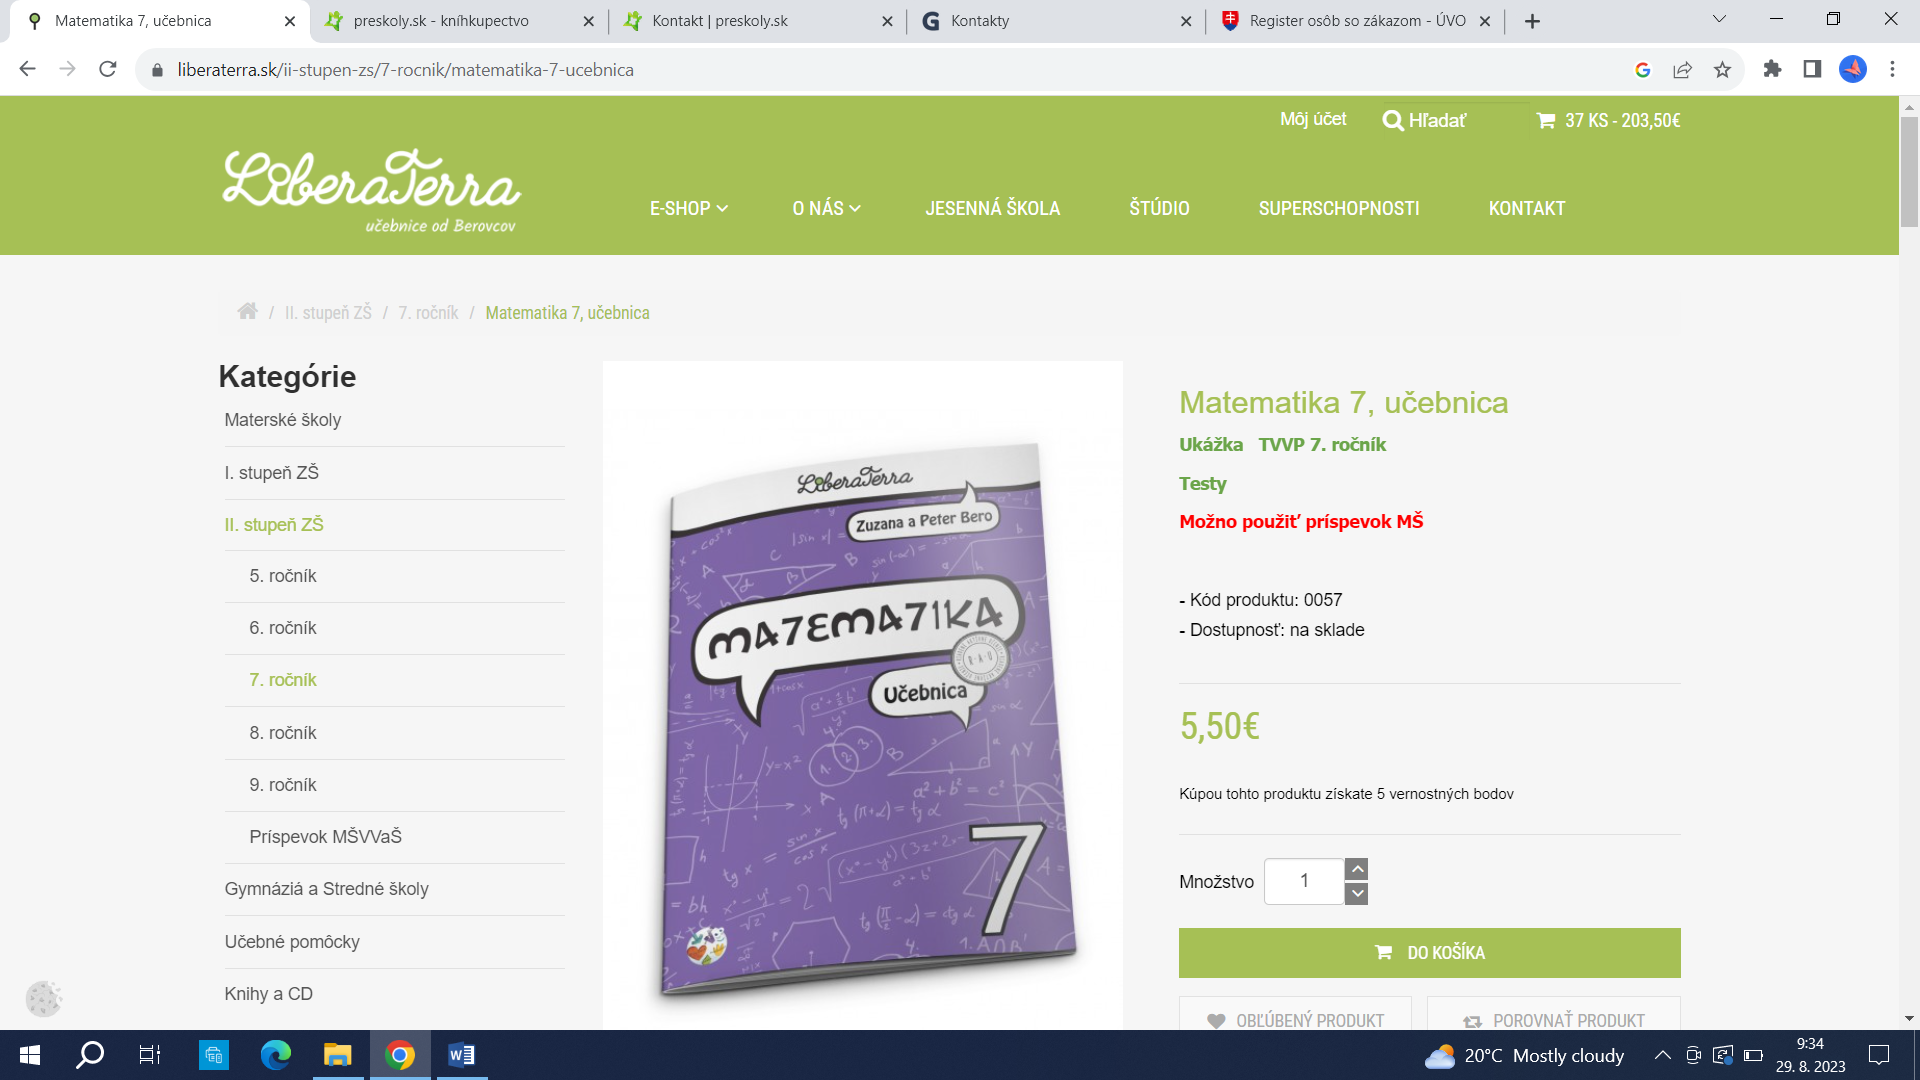 Matematika 7, učebnica
preskoly.sk - kníhkupectvo
Kontakt | preskoly.sk
Kontakty
Register osôb so zákazom - ÚVO
liberaterra.sk/ii-stupen-zs/7-rocnik/matematika-7-ucebnica
Môj účet
Hľadať
37 KS - 203,50€
LiberaTerra
učebnice od Berovcov
E-SHOP
O NÁS
JESENNÁ ŠKOLA
ŠTÚDIO
SUPERSCHOPNOSTI
KONTAKT
/ II. stupeň ZŠ / 7. ročník / Matematika 7, učebnica
Kategórie
Materské školy
I. stupeň ZŠ
II. stupeň ZŠ
5. ročník
6. ročník
7. ročník
8. ročník
9. ročník
Príspevok MŠVVaŠ
Gymnáziá a Stredné školy
Učebné pomôcky
Knihy a CD
LiberaTerra
Zuzana a Peter Bero
MA7EMA7IKA
Učebnica
7
Matematika 7, učebnica
Ukážka TVVP 7. ročník
Testy
Možno použiť príspevok MŠ
- Kód produktu: 0057
- Dostupnosť: na sklade
5,50€
Kúpou tohto produktu získate 5 vernostných bodov
Množstvo 1
DO KOŠÍKA
OBĽÚBENÝ PRODUKT
POROVNAŤ PRODUKT
20°C Mostly cloudy
9:34
29. 8. 2023